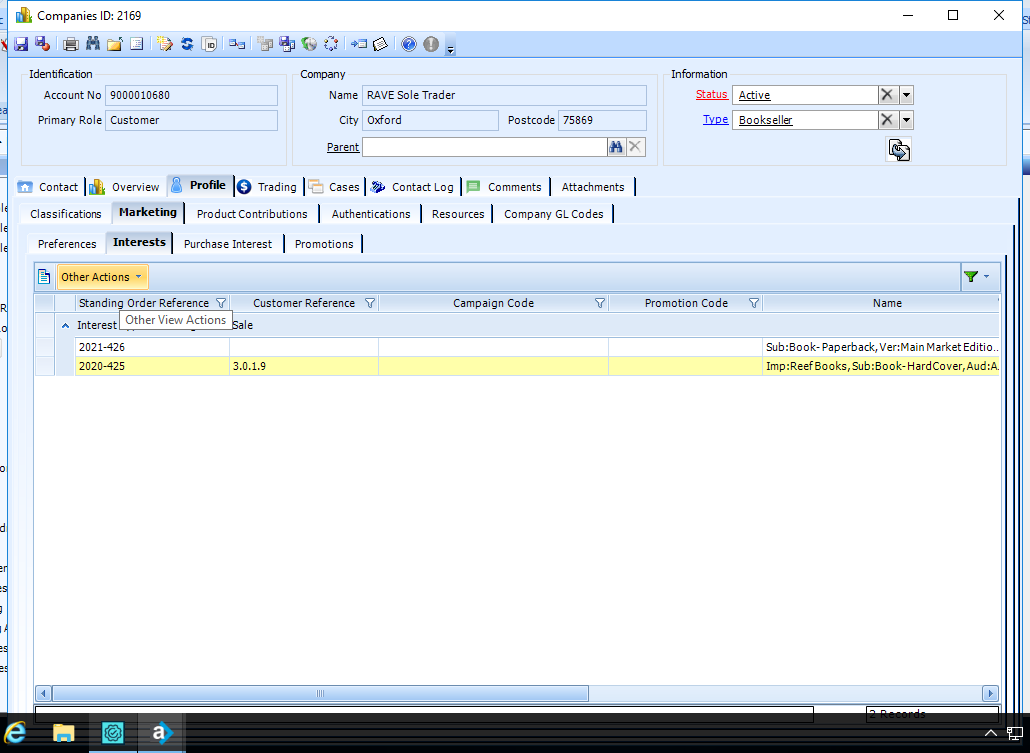 Companies ID: 2169
Identification
Company
Information
Account No 9000010680
Name RAVE Sole Trader
Status Active
Primary Role Customer
City Oxford Postcode 75869
Type Bookseller
Parent
Contact Overview Profile Trading Cases Contact Log Comments Attachments
Classifications Marketing Product Contributions Authentications Resources Company GL Codes
Preferences Interests Purchase Interest Promotions
Other Actions
Standing Order Reference Customer Reference Campaign Code Promotion Code Name
Other View Actions
Interest Sale
2021-426 Sub:Book- Paperback, Ver:Main Market Editio...
2020-425 3.0.1.9 Imp:Reef Books, Sub:Book-HardCover, Aud:A...
2 Records